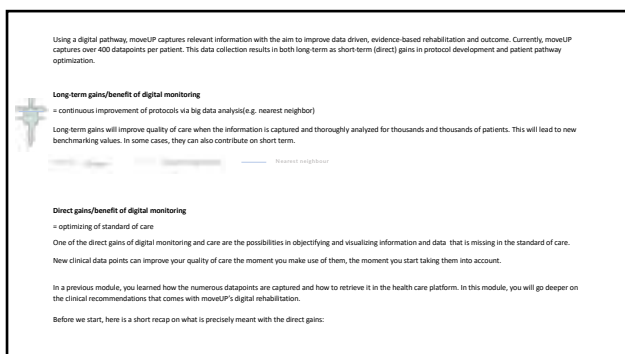 Using a digital pathway, moveUP captures relevant information with the aim to improve data driven, evidence-based rehabilitation and outcome. Currently, moveUP
captures over 400 datapoints per patient. This data collection results in both long-term as short-term (direct) gains in protocol development and patient pathway
optimization.
Long-term gains/benefit of digital monitoring
= continuous improvement of protocols via big data analysis(e.g. nearest neighbor)
Long-term gains will improve quality of care when the information is captured and thoroughly analyzed for thousands and thousands of patients. This will lead to new
benchmarking values. In some cases, they can also contribute on short term.
Nearest neighbour
Direct gains/benefit of digital monitoring
= optimizing of standard of care
One of the direct gains of digital monitoring and care are the possibilities in objectifying and visualizing information and data that is missing in the standard of care.
New clinical data points can improve your quality of care the moment you make use of them, the moment you start taking them into account.
In a previous module, you learned how the numerous datapoints are captured and how to retrieve it in the health care platform. In this module, you will go deeper on
the clinical recommendations that comes with moveUP's digital rehabilitation.
Before we start, here is a short recap on what is precisely meant with the direct gains: